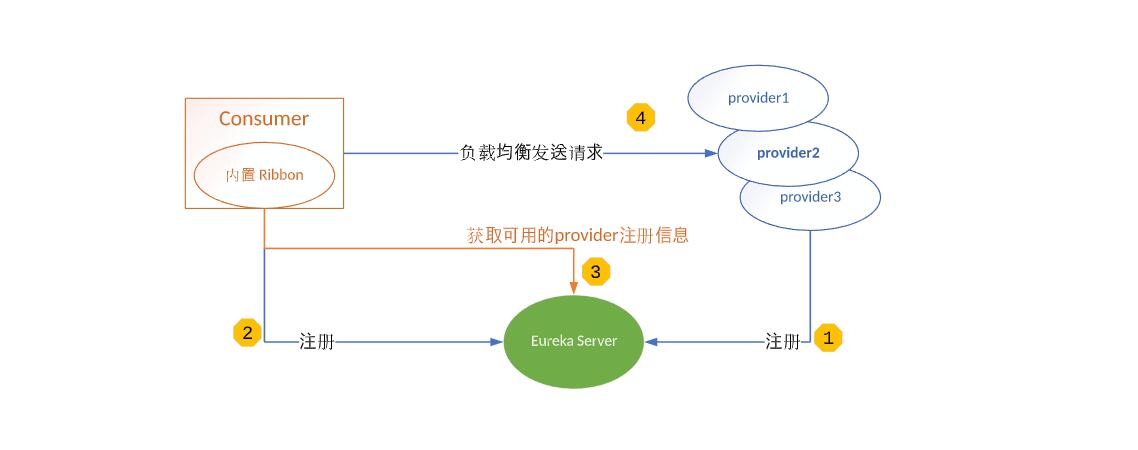 provider1
Consumer
4
负载均衡发送请求
provider2
内置 Ribbon
provider3
获取可用的provider注册信息
3
2
注册
Eureka Server
注册
1